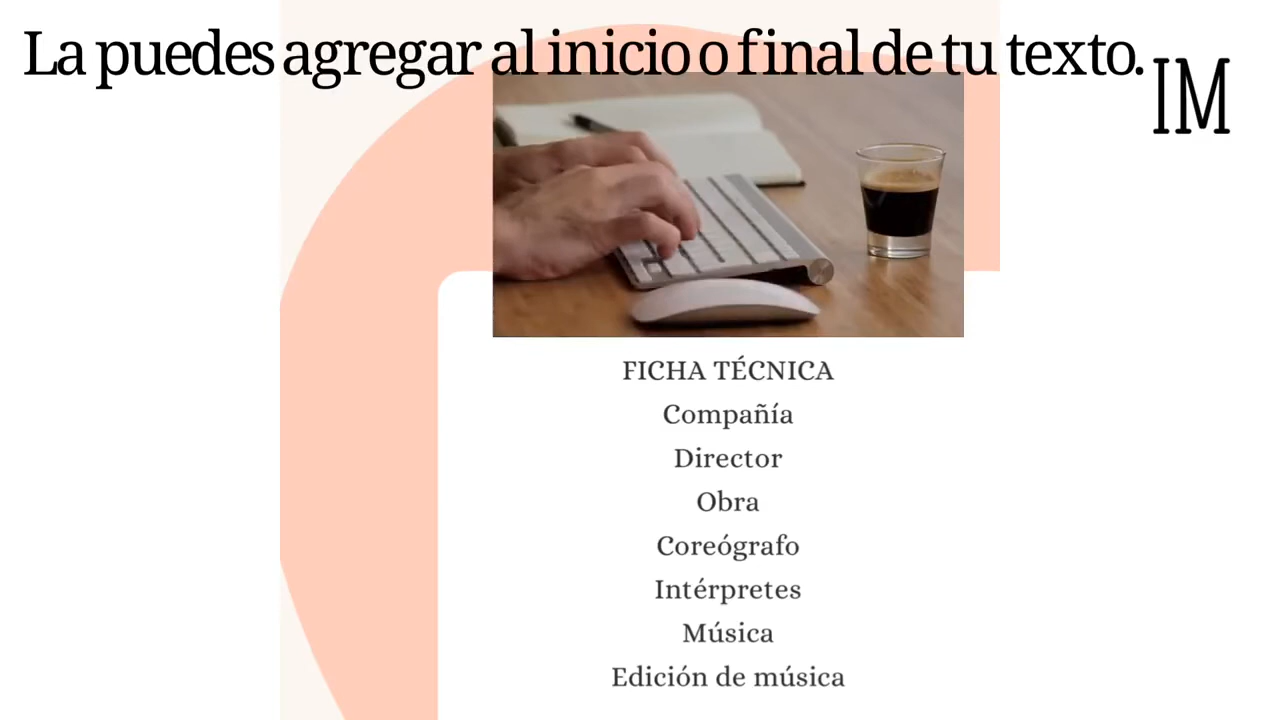 La puedes agregar al inicio o final de tu texto.
IM
FICHA TÉCNICA
Compañía
Director
Obra
Coreógrafo
Intérpretes
Música
Edición de música